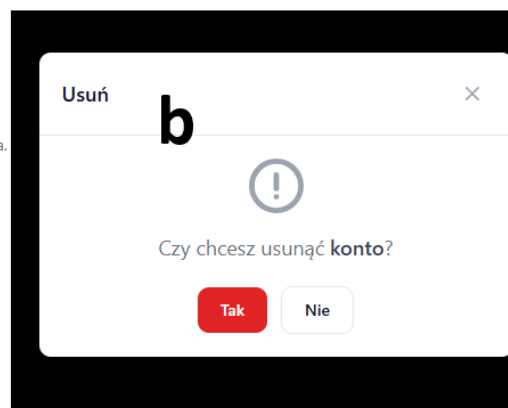 Usuń
b
a.
Czy chcesz usunąć konto?
Tak
Nie